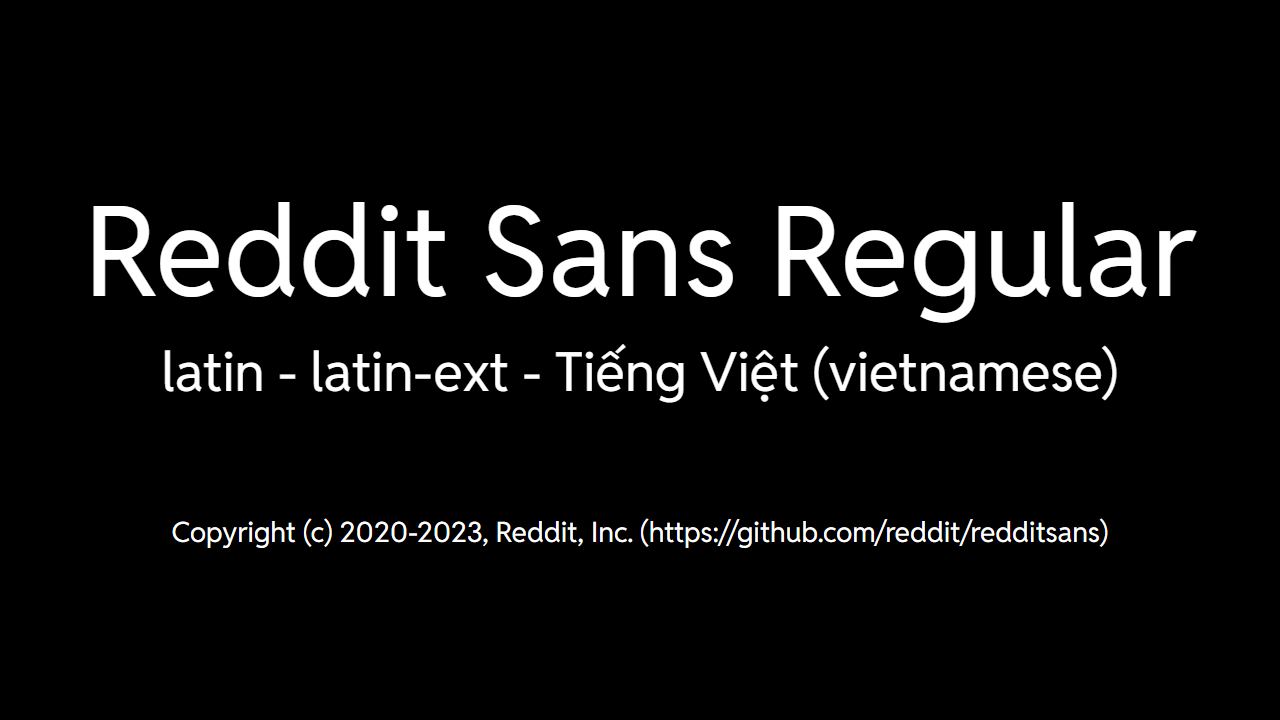 Reddit Sans Regular
latin - latin-ext - Tiếng Việt (vietnamese)
Copyright (c) 2020-2023, Reddit, Inc. (https://github.com/reddit/redditsans)